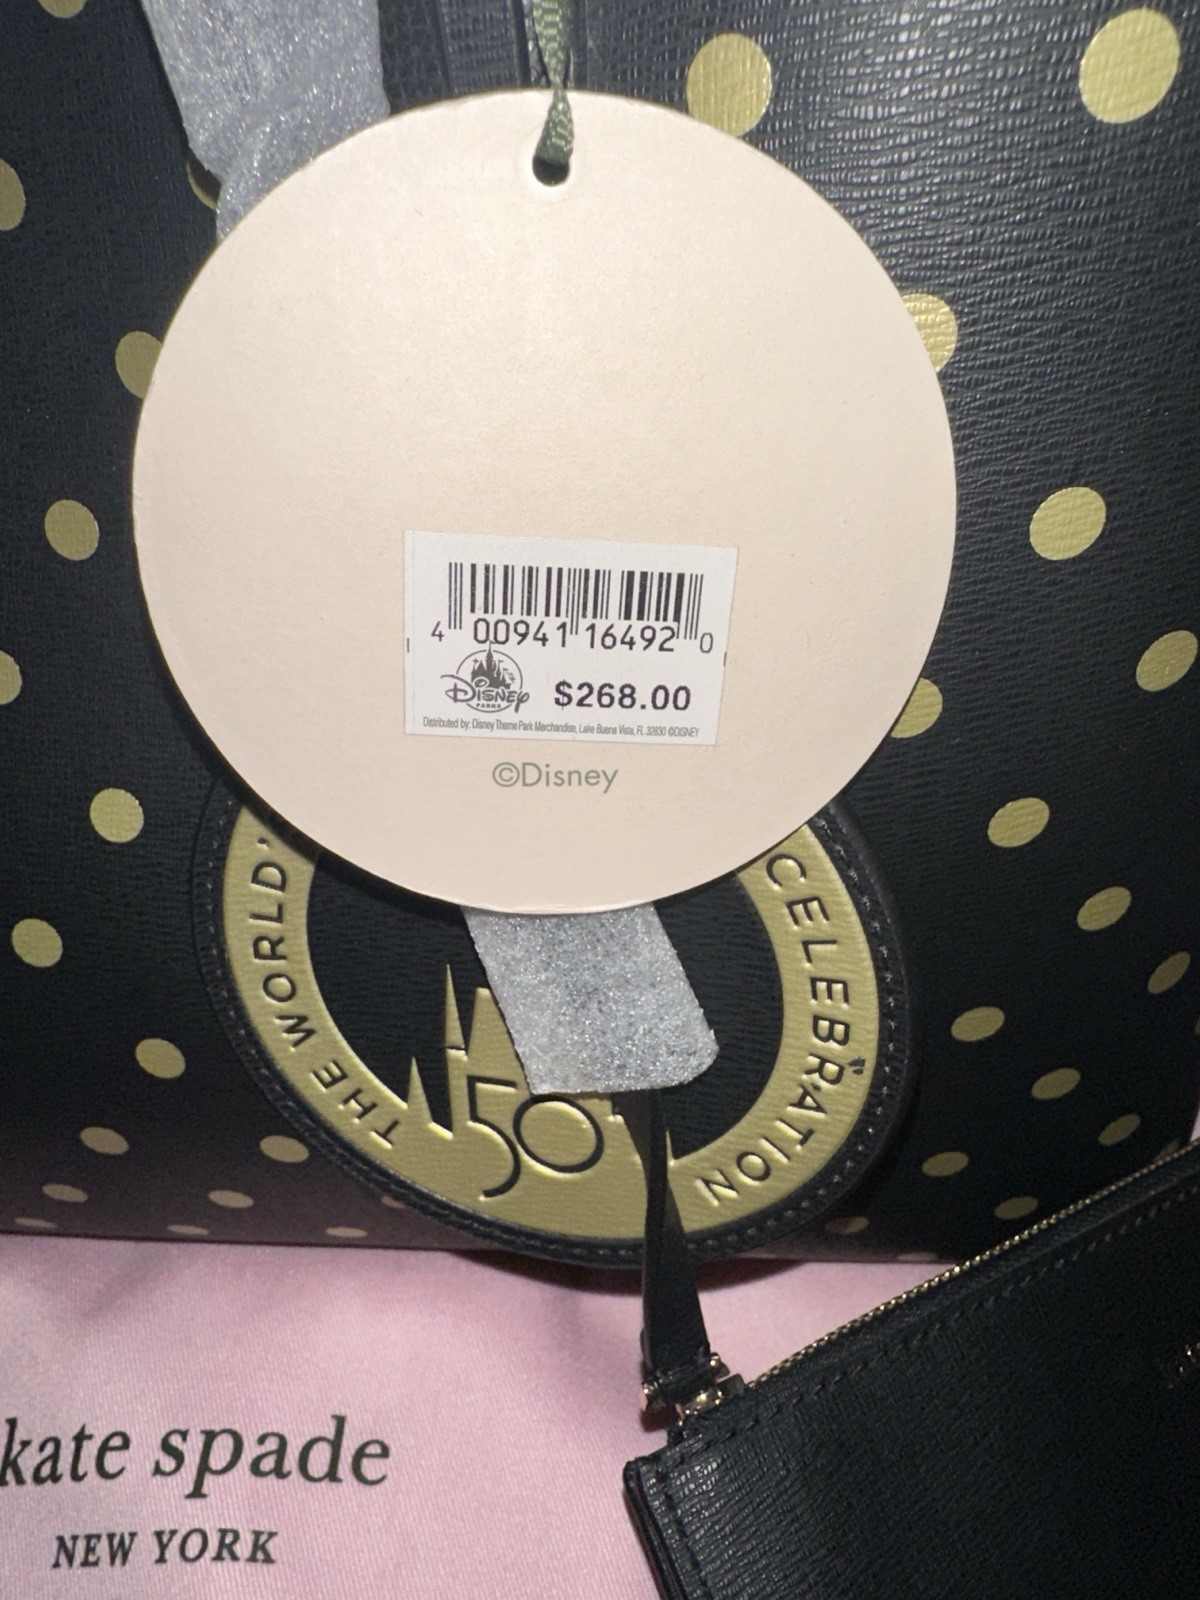 4 00941 16492 0
Disney
PARKS
$268.00
Distributed by: Disney Theme Park Merchandise, Lake Buena Vista, FL 32830 ©DISNEY
©Disney
THE WORLD'
CELEBRATION
50
kate spade
NEW YORK